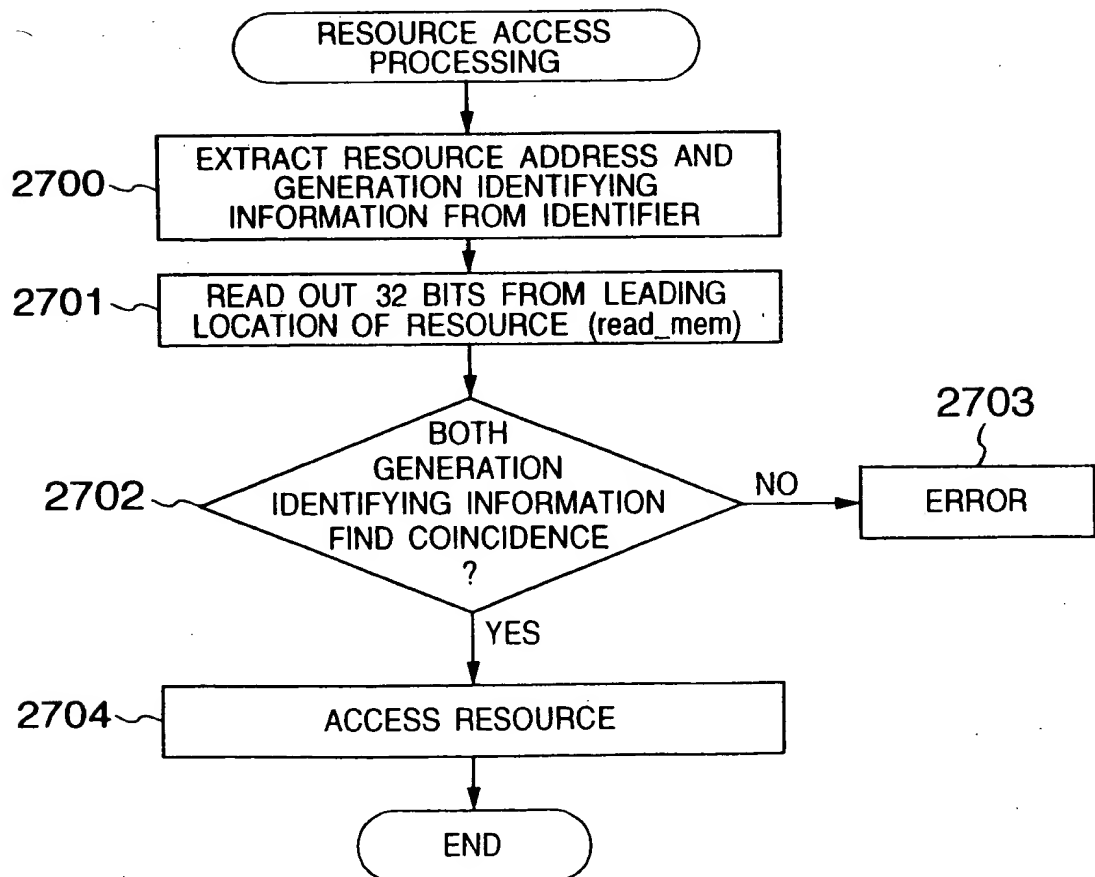 RESOURCE ACCESS
PROCESSING
2700
EXTRACT RESOURCE ADDRESS AND
GENERATION IDENTIFYING
INFORMATION FROM IDENTIFIER
2701
READ OUT 32 BITS FROM LEADING
LOCATION OF RESOURCE (read_mem)
2702
BOTH
GENERATION
IDENTIFYING INFORMATION
FIND COINCIDENCE
?
NO
2703
ERROR
YES
2704
ACCESS RESOURCE
END